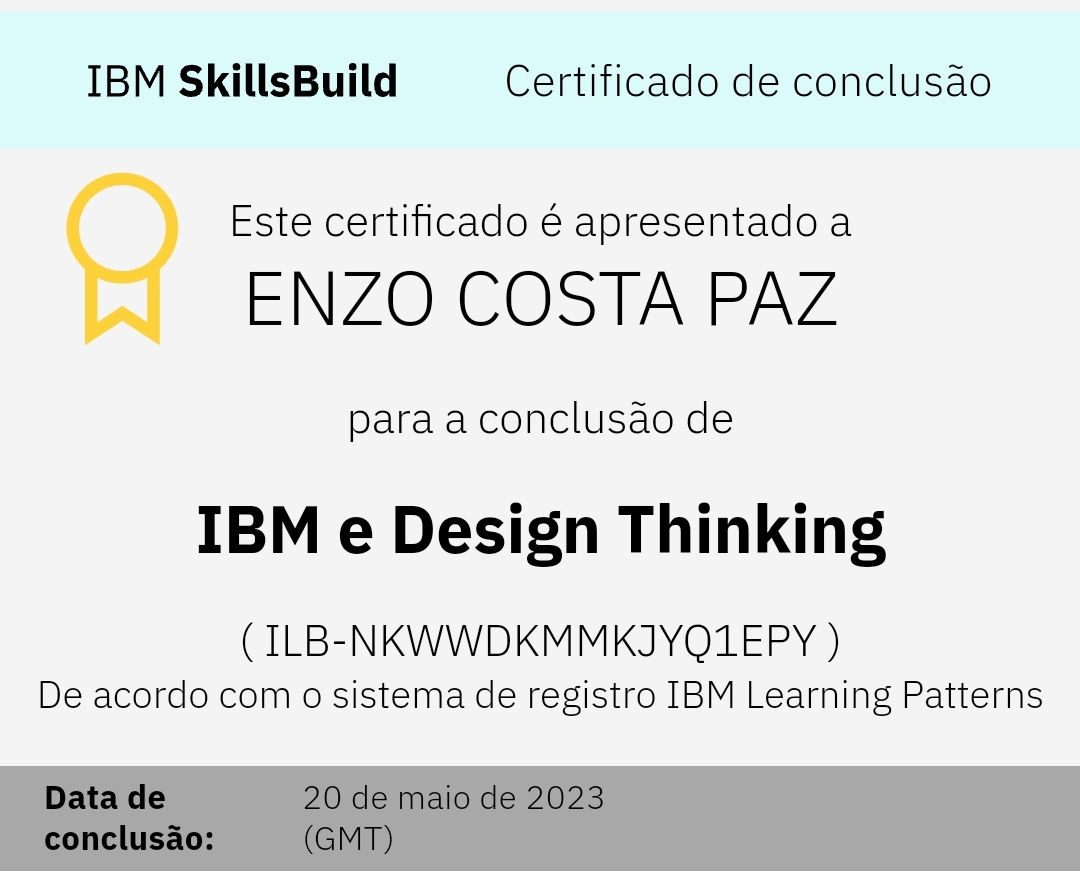 IBM SkillsBuild Certificado de conclusão
Este certificado é apresentado a
ENZO COSTA PAZ
para a conclusão de
IBM e Design Thinking
( ILB-NKWWDKMMKJYQ1EPY )
De acordo com o sistema de registro IBM Learning Patterns
Data de conclusão:
20 de maio de 2023 (GMT)